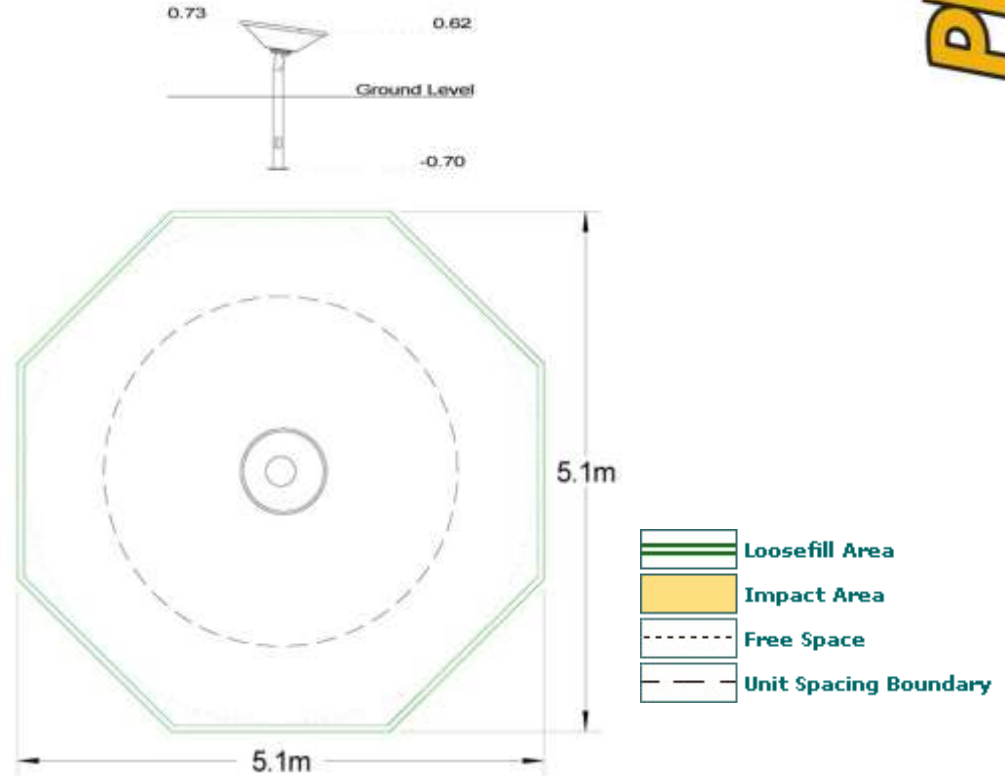 0.73
0.62
Ground Level
-0.70
5.1m
5.1m
Loosefill Area
Impact Area
Free Space
Unit Spacing Boundary